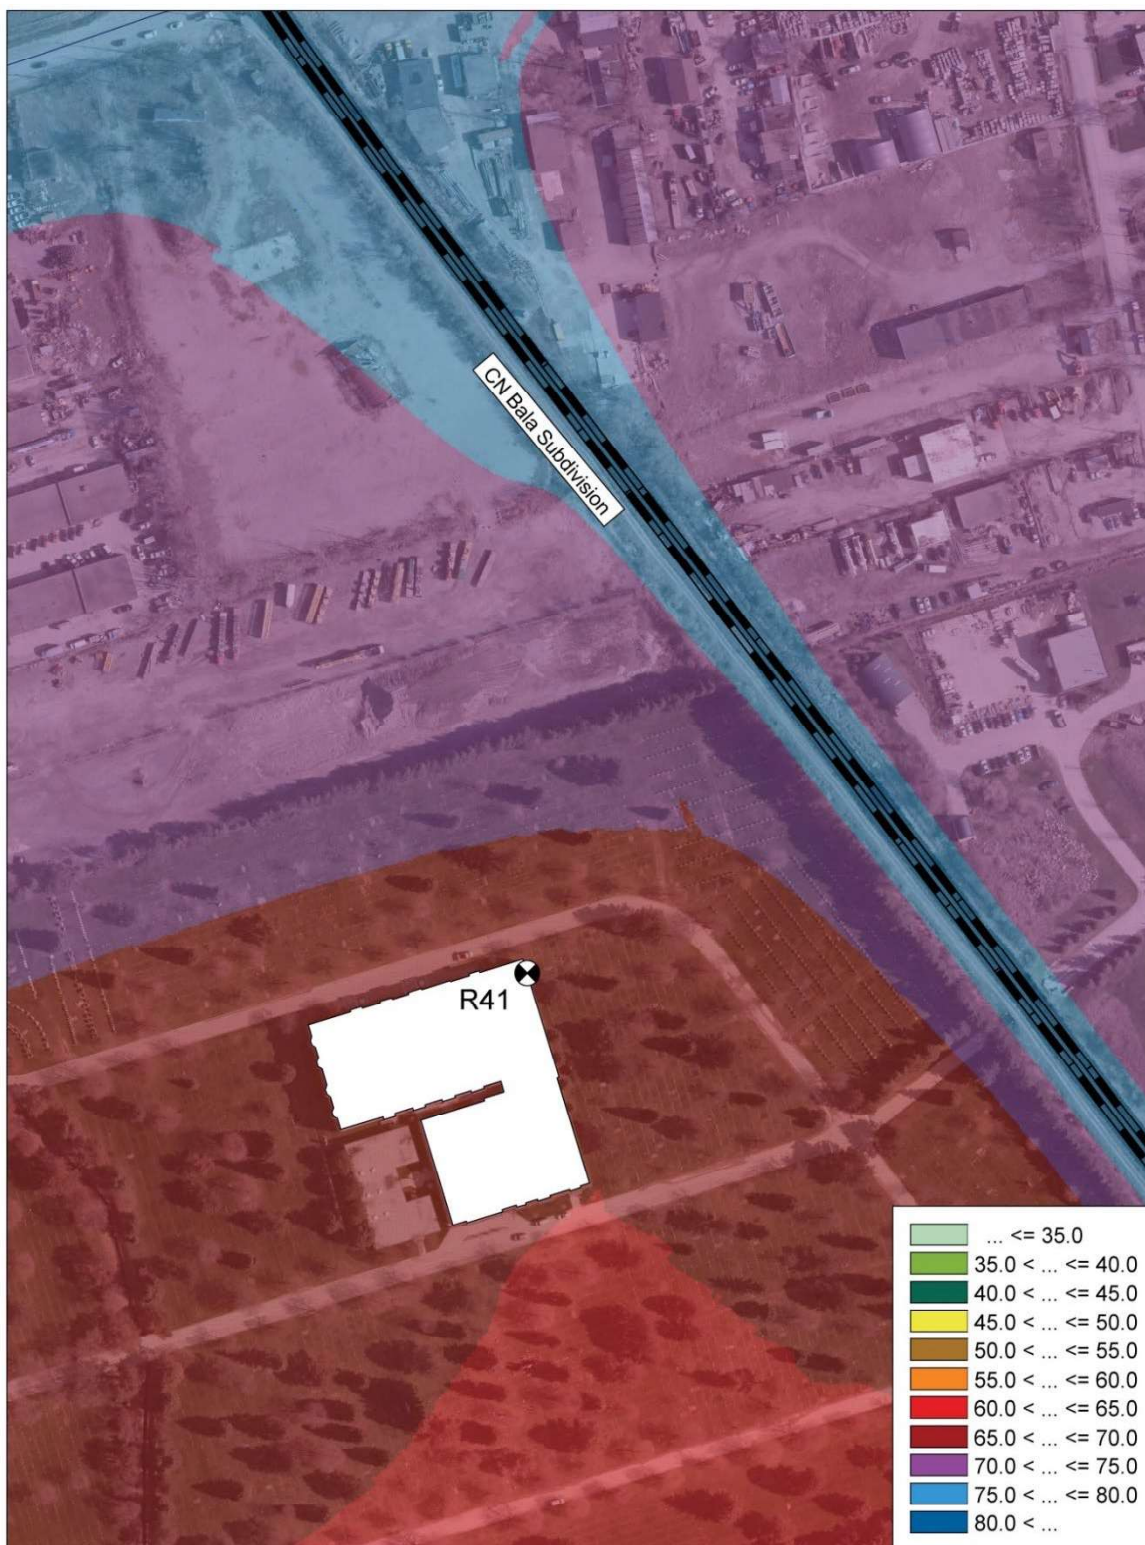 CN Bala Subdivision
R41
... <= 35.0
35.0 < ... <= 40.0
40.0 < ... <= 45.0
45.0 < ... <= 50.0
50.0 < ... <= 55.0
55.0 < ... <= 60.0
60.0 < ... <= 65.0
65.0 < ... <= 70.0
70.0 < ... <= 75.0
75.0 < ... <= 80.0
80.0 < ...